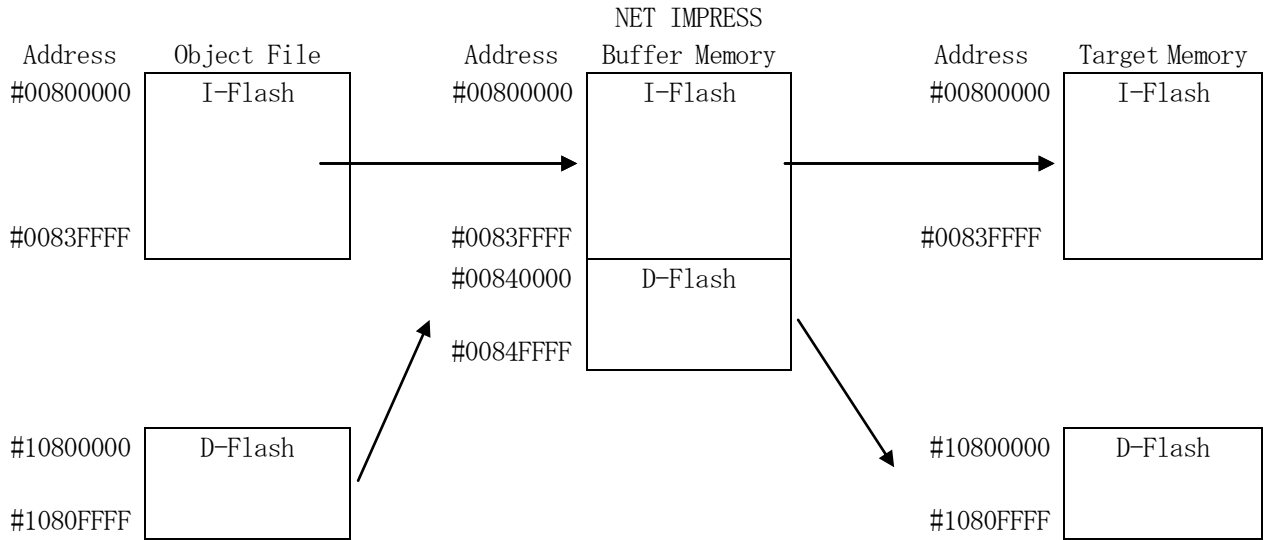 NET IMPRESS
Address Object File Address Buffer Memory Address Target Memory
#00800000 I-Flash #00800000 I-Flash #00800000 I-Flash
#0083FFFF #0083FFFF #0083FFFF
#00840000 D-Flash
#0084FFFF
#10800000 D-Flash #10800000 D-Flash
#1080FFFF #1080FFFF